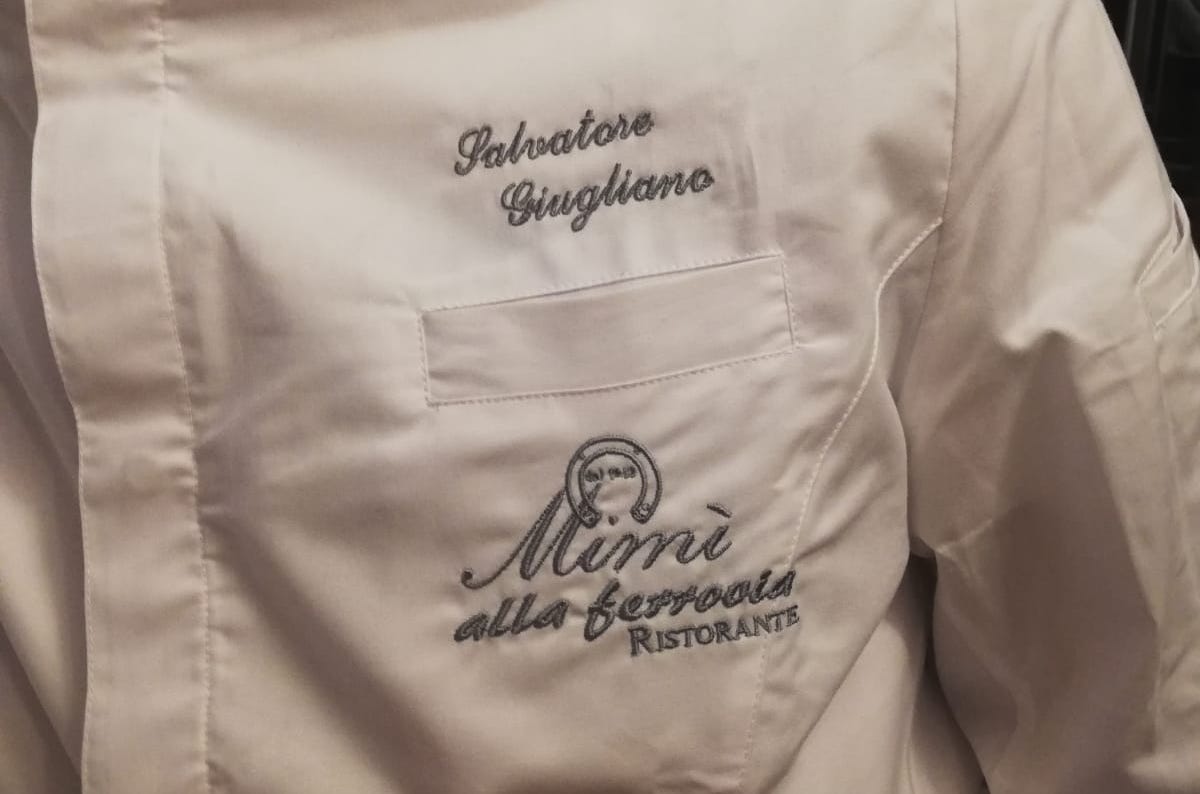 Salvatore
Giugliano
Mimì
alla ferrovia
RISTORANTE